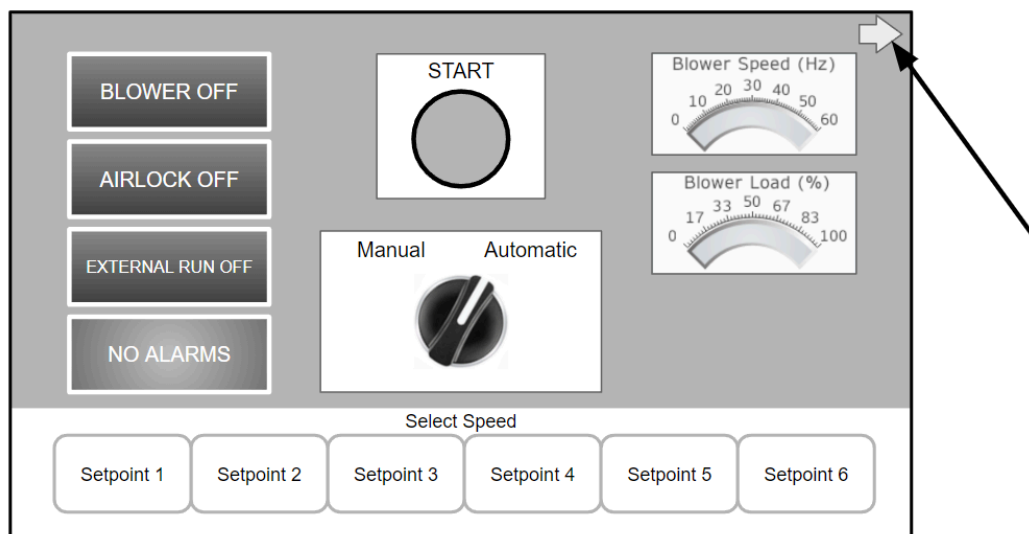 BLOWER OFF
AIRLOCK OFF
EXTERNAL RUN OFF
NO ALARMS
START
Manual Automatic
Blower Speed (Hz)
0 10 20 30 40 50 60
Blower Load (%)
0 17 33 50 67 83 100
Select Speed
Setpoint 1 Setpoint 2 Setpoint 3 Setpoint 4 Setpoint 5 Setpoint 6